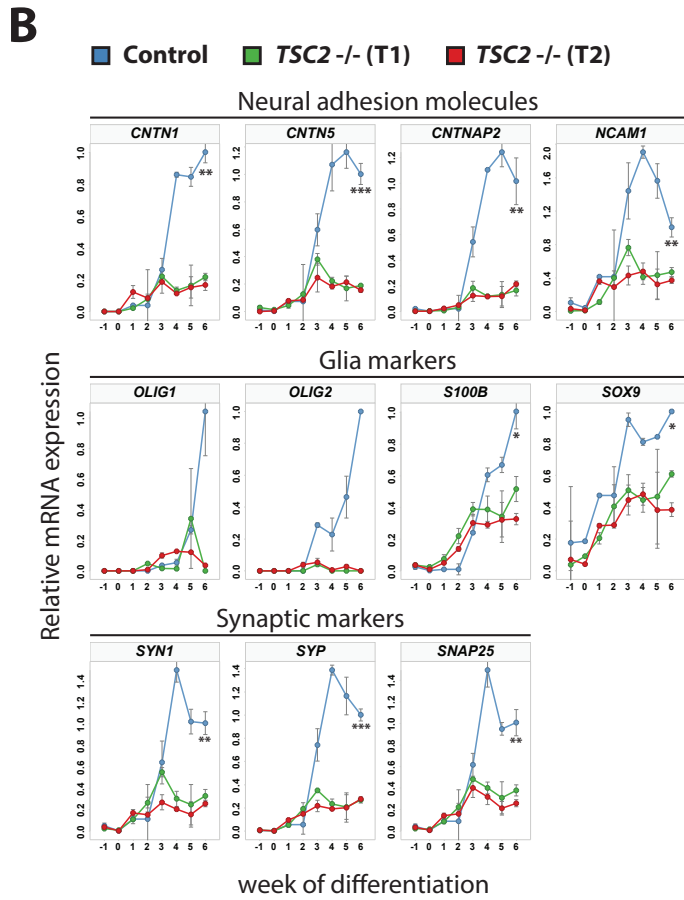 B
Control TSC2 -/- (T1) TSC2 -/- (T2)
Neural adhesion molecules
CNTN1 CNTN5 CNTNAP2 NCAM1
1.0 0.8 0.6 0.4 0.2 0.0
1.2 1.0 0.8 0.6 0.4 0.2 0.0
1.2 1.0 0.8 0.6 0.4 0.2 0.0
2.0 1.6 1.2 0.8 0.4 0.0
** *** ** **
-1 0 1 2 3 4 5 6 -1 0 1 2 3 4 5 6 -1 0 1 2 3 4 5 6 -1 0 1 2 3 4 5 6
Glia markers
OLIG1 OLIG2 S100B SOX9
1.0 0.8 0.6 0.4 0.2 0.0
1.0 0.8 0.6 0.4 0.2 0.0
1.0 0.8 0.6 0.4 0.2 0.0
1.0 0.8 0.6 0.4 0.2 0.0
* *
-1 0 1 2 3 4 5 6 -1 0 1 2 3 4 5 6 -1 0 1 2 3 4 5 6 -1 0 1 2 3 4 5 6
Relative mRNA expression
Synaptic markers
SYN1 SYP SNAP25
1.4 1.2 1.0 0.8 0.6 0.4 0.2 0.0
1.4 1.2 1.0 0.8 0.6 0.4 0.2 0.0
1.4 1.2 1.0 0.8 0.6 0.4 0.2 0.0
** *** **
-1 0 1 2 3 4 5 6 -1 0 1 2 3 4 5 6 -1 0 1 2 3 4 5 6
week of differentiation